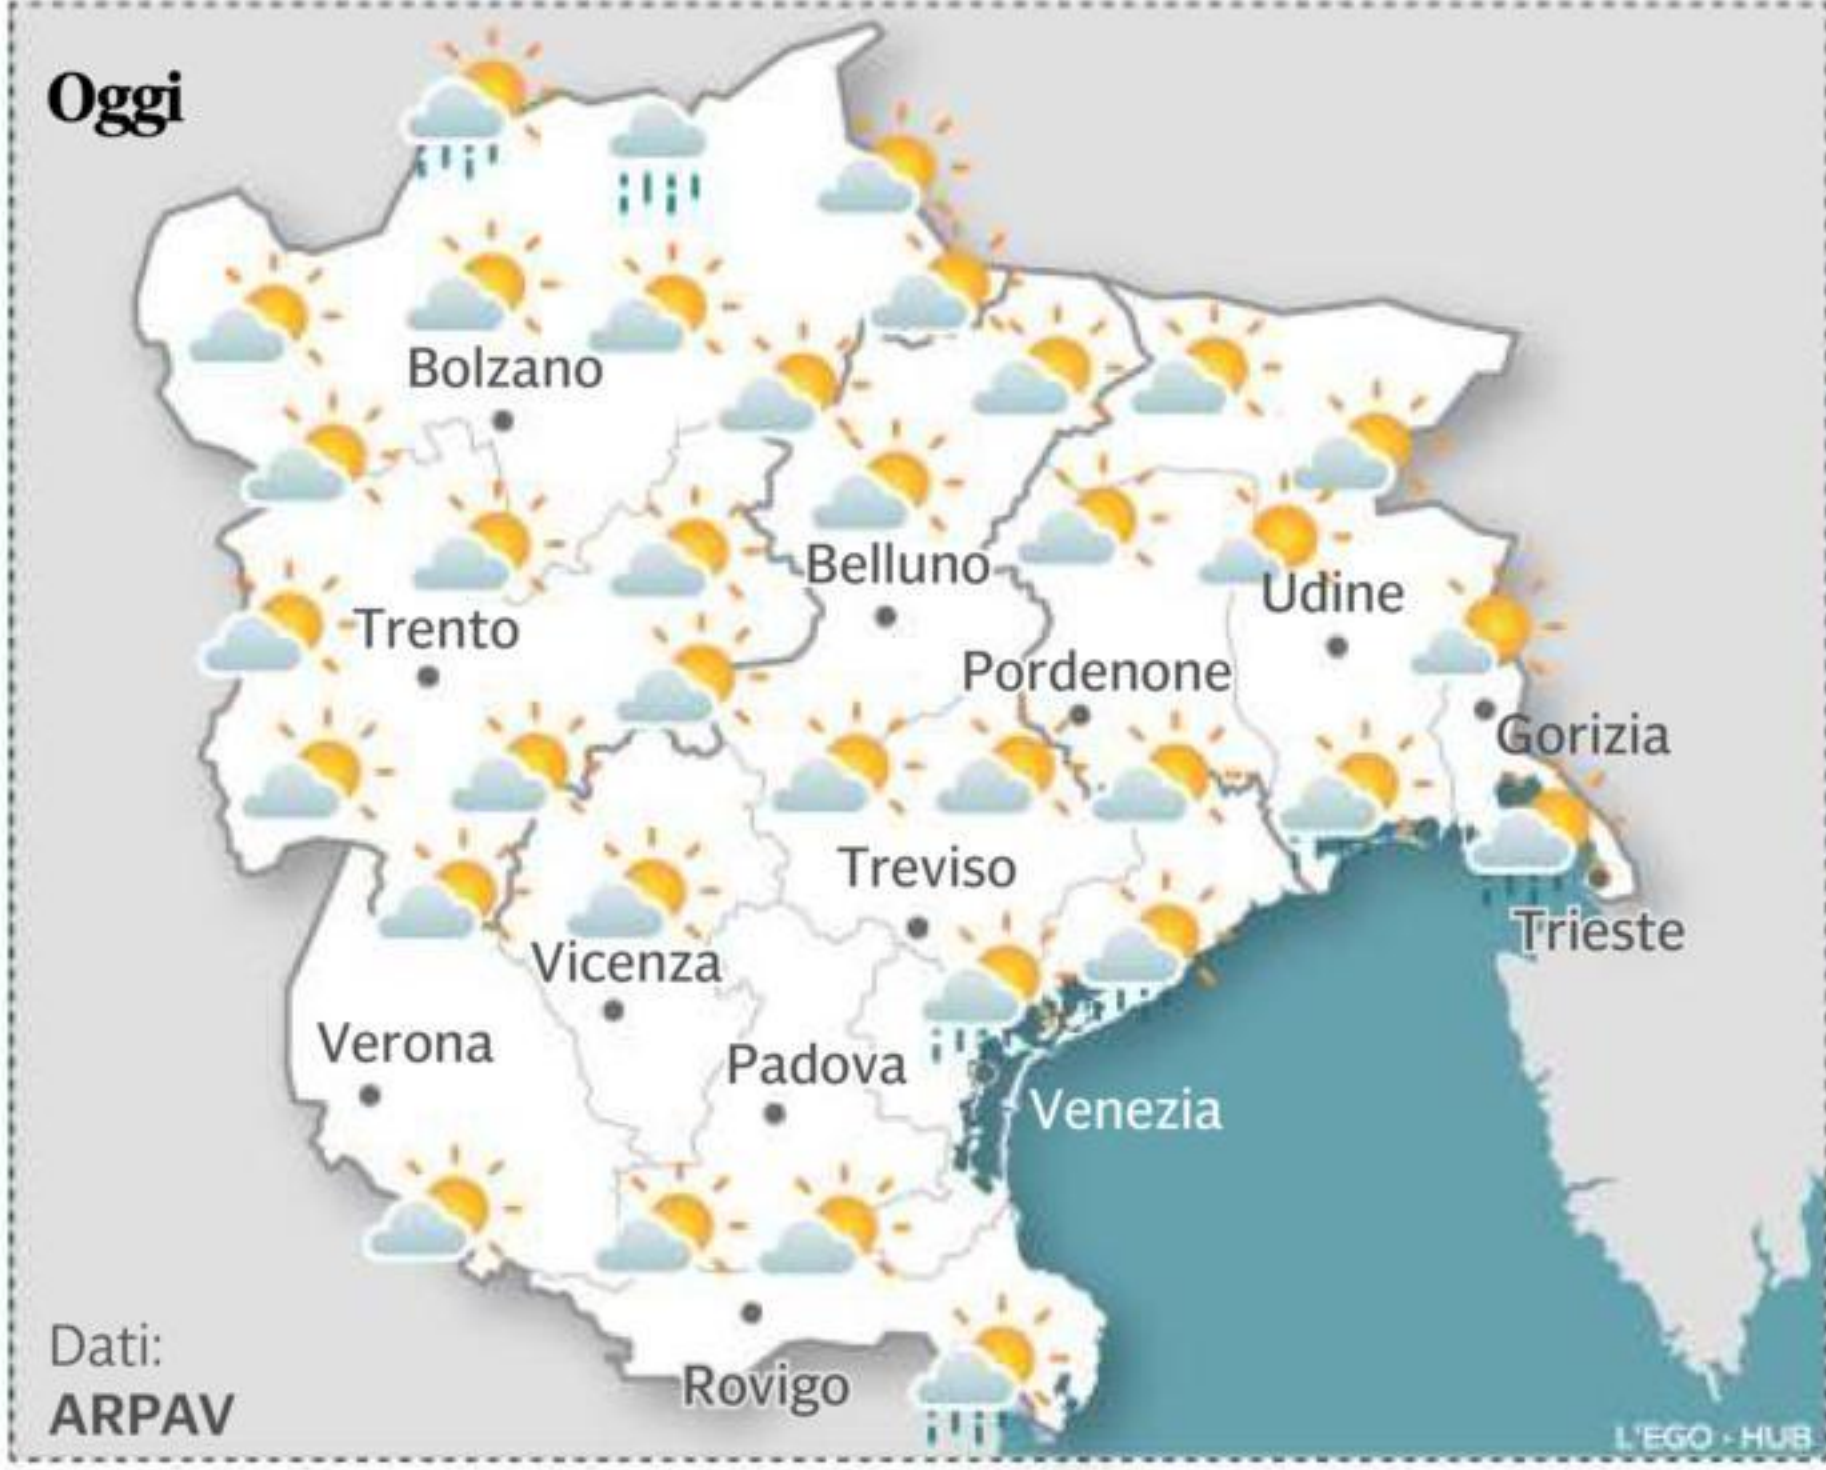 Oggi
Bolzano
Belluno
Trento
Udine
Pordenone
Gorizia
Treviso
Trieste
Vicenza
Verona
Padova
Venezia
Rovigo
Dati:
ARPAV
L'EGO - HUB